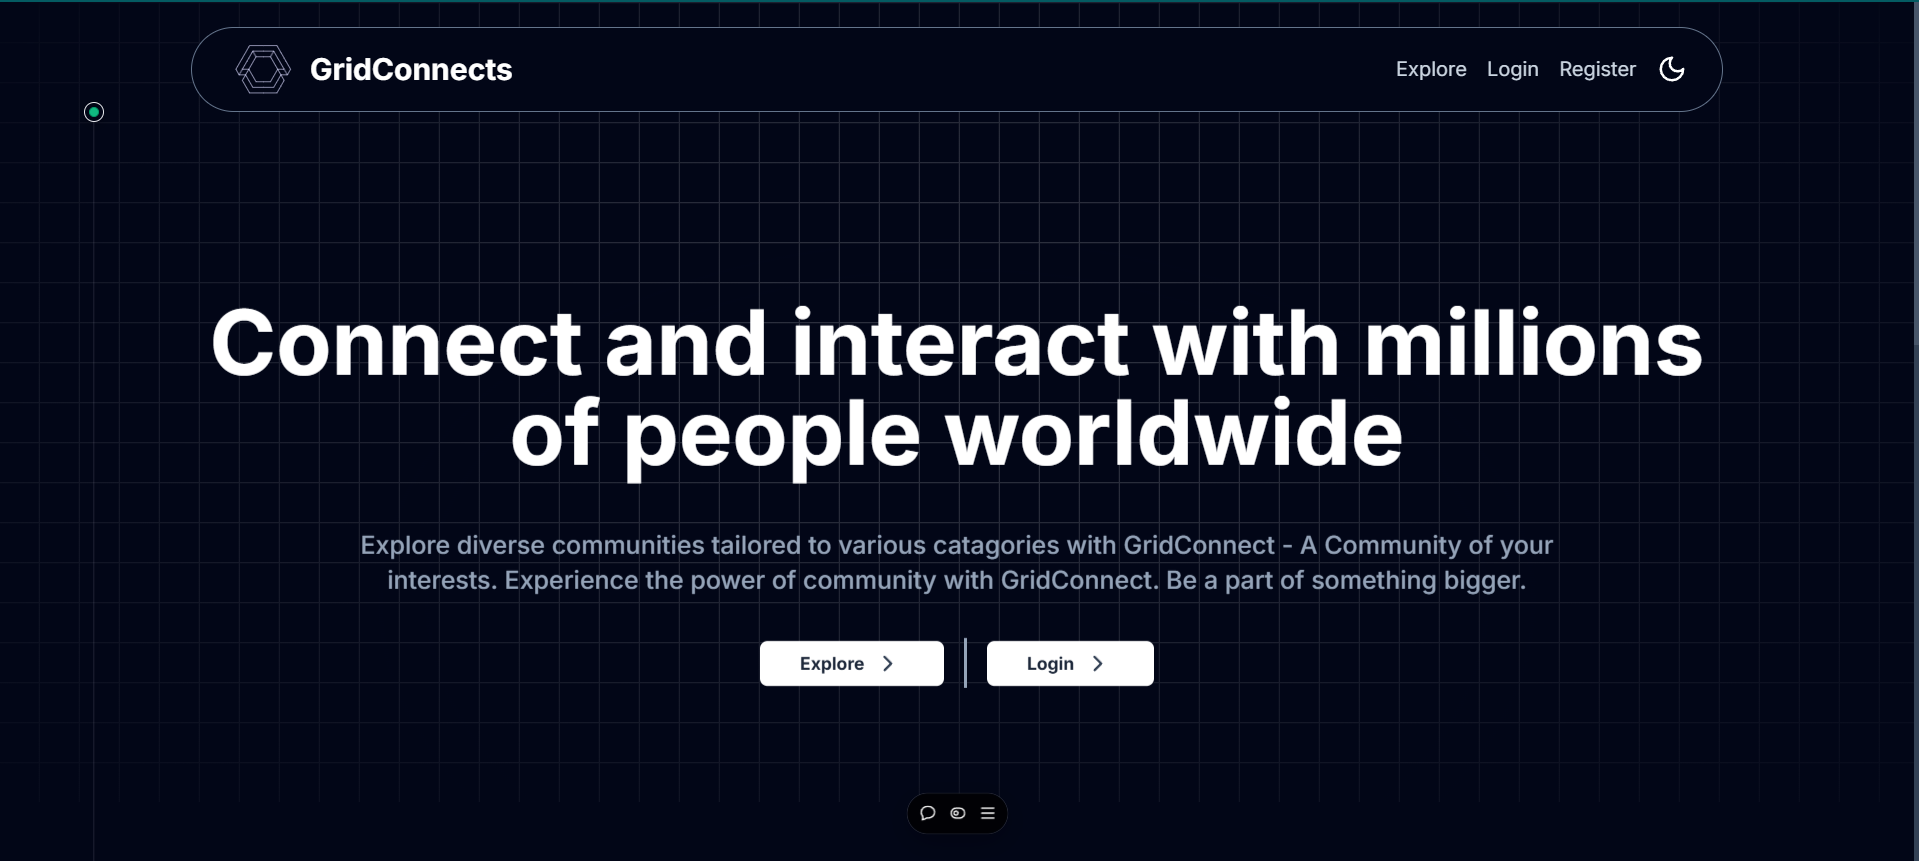 GridConnects
Explore Login Register
Connect and interact with millions
of people worldwide
Explore diverse communities tailored to various catagories with GridConnect - A Community of your
interests. Experience the power of community with GridConnect. Be a part of something bigger.
Explore
Login